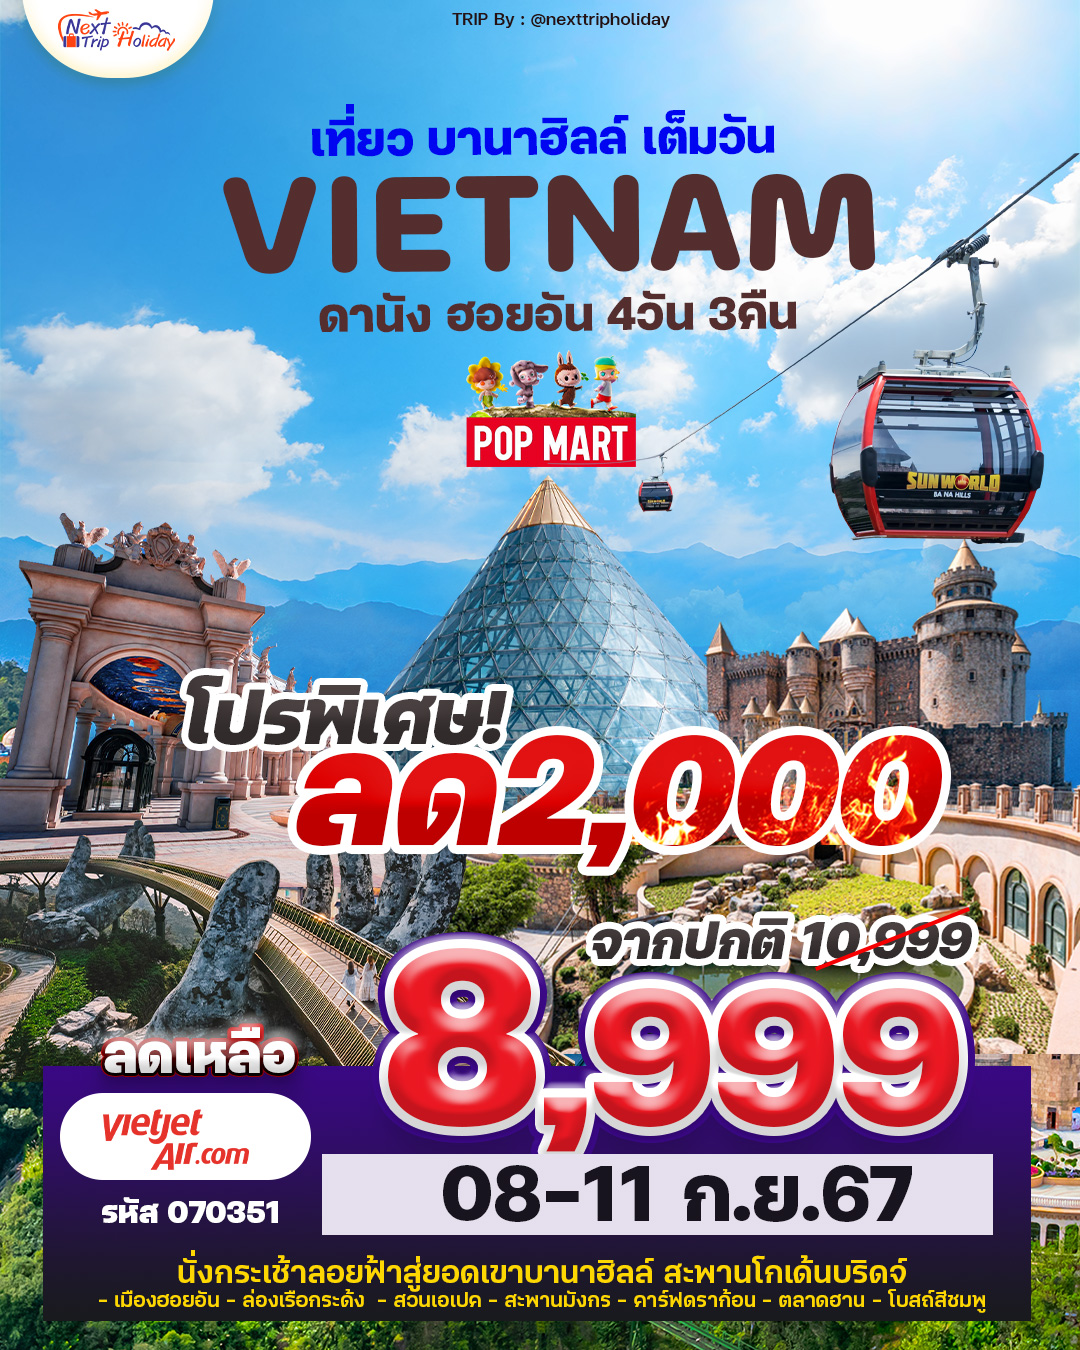 Next Trip Holiday
TRIP By : @nexttripholiday
เที่ยว บานาฮิลล์ เต็มวัน
VIETNAM
ดานัง ฮอยอัน 4วัน 3คืน
POP MART
SUNWORLD
BA NA HILLS
โปรพิเศษ!
ลด2,000
จากปกติ 10,999
ลดเหลือ
8,999
vietjet
Air.com
รหัส 070351
08-11 ก.ย.67
นั่งกระเช้าลอยฟ้าสู่ยอดเขาบานาฮิลล์ สะพานโกเด้นบริดจ์
- เมืองฮอยอัน - ล่องเรือกระด้ง - สวนเอเปค - สะพานมังกร - คาร์ฟดราก้อน - ตลาดฮาน - โบสถ์สีชมพู